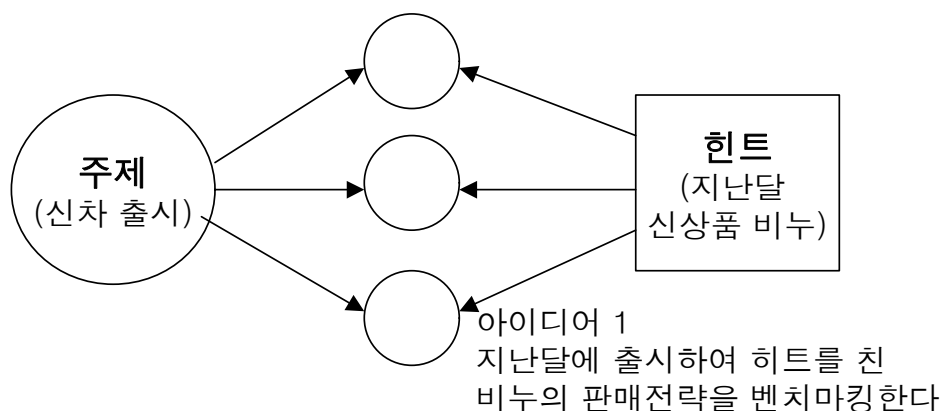 주제
(신차 출시)
힌트
(지난달
신상품 비누)
아이디어 1
지난달에 출시하여 히트를 친
비누의 판매전략을 벤치마킹한다